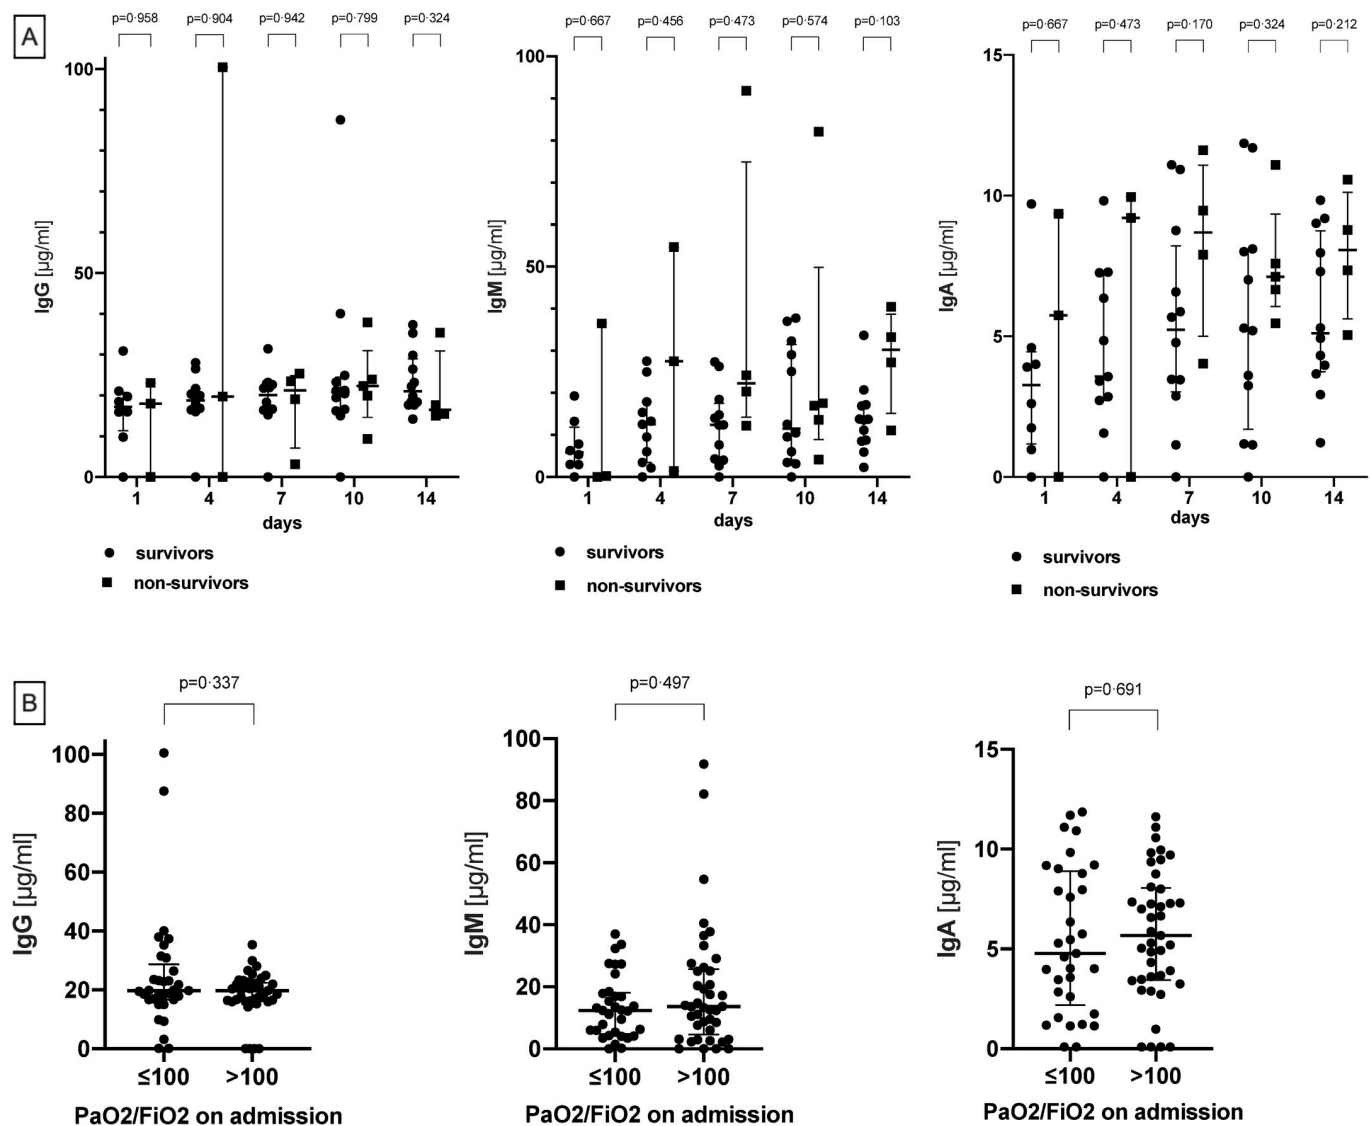 A
p=0·958 p=0·904 p=0·942 p=0·799 p=0·324
100
50
0
IgG [µg/ml]
1 4 7 10 14
days
survivors
non-survivors
p=0·667 p=0·456 p=0·473 p=0·574 p=0·103
100
50
0
IgM [µg/ml]
1 4 7 10 14
days
survivors
non-survivors
p=0·667 p=0·473 p=0·170 p=0·324 p=0·212
15
10
5
0
IgA [µg/ml]
1 4 7 10 14
days
survivors
non-survivors
B
p=0·337
100
80
60
40
20
0
IgG [µg/ml]
≤100 >100
PaO2/FiO2 on admission
p=0·497
100
80
60
40
20
0
IgM [µg/ml]
≤100 >100
PaO2/FiO2 on admission
p=0·691
15
10
5
0
IgA [µg/ml]
≤100 >100
PaO2/FiO2 on admission